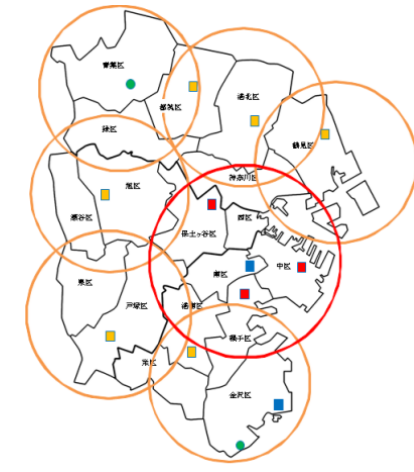 青葉区
都筑区
港北区
緑区
鶴見区
神奈川区
旭区
瀬谷区
保土ヶ谷区
西区
泉区
南区
中区
戸塚区
港南区
磯子区
栄区
金沢区